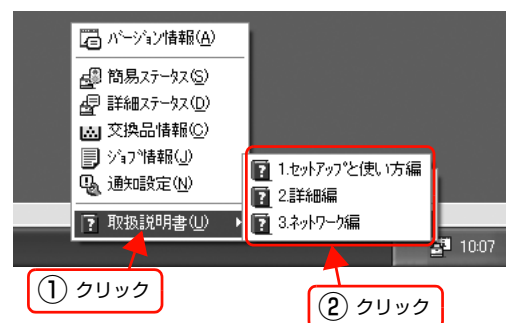 バージョン情報(A)
簡易ステータス(S)
詳細ステータス(D)
交換品情報(C)
ジョブ情報(J)
通知設定(N)
取扱説明書(U)
1.セットアップと使い方編
2.詳細編
3.ネットワーク編
10:07
① クリック
② クリック